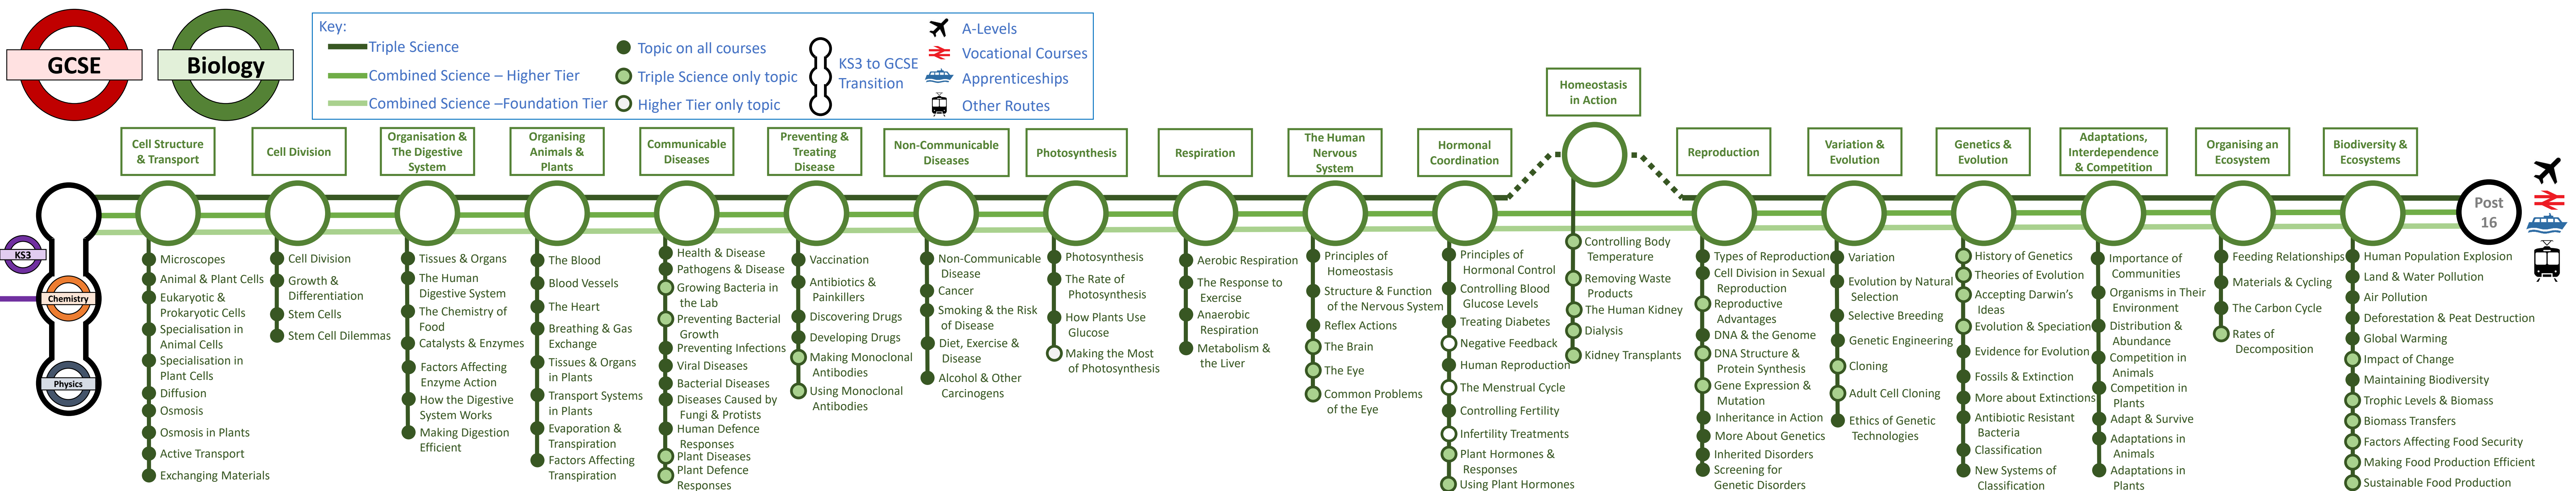 GCSE
Biology
Key:
Triple Science
Combined Science – Higher Tier
Combined Science –Foundation Tier
Topic on all courses
Triple Science only topic
Higher Tier only topic
KS3 to GCSE
Transition
A-Levels
Vocational Courses
Apprenticeships
Other Routes
KS3
Chemistry
Physics
Cell Structure
& Transport
Microscopes
Animal & Plant Cells
Eukaryotic &
Prokaryotic Cells
Specialisation in
Animal Cells
Specialisation in
Plant Cells
Diffusion
Osmosis
Osmosis in Plants
Active Transport
Exchanging Materials
Cell Division
Cell Division
Growth &
Differentiation
Stem Cells
Stem Cell Dilemmas
Organisation &
The Digestive
System
Tissues & Organs
The Human
Digestive System
The Chemistry of
Food
Catalysts & Enzymes
Factors Affecting
Enzyme Action
How the Digestive
System Works
Making Digestion
Efficient
Organising
Animals &
Plants
The Blood
Blood Vessels
The Heart
Breathing & Gas
Exchange
Tissues & Organs
in Plants
Transport Systems
in Plants
Evaporation &
Transpiration
Factors Affecting
Transpiration
Communicable
Diseases
Health & Disease
Pathogens & Disease
Growing Bacteria in
the Lab
Preventing Bacterial
Growth
Preventing Infections
Viral Diseases
Bacterial Diseases
Diseases Caused by
Fungi & Protists
Human Defence
Responses
Plant Diseases
Plant Defence
Responses
Preventing &
Treating
Disease
Vaccination
Antibiotics &
Painkillers
Discovering Drugs
Developing Drugs
Making Monoclonal
Antibodies
Using Monoclonal
Antibodies
Non-Communicable
Diseases
Non-Communicable
Disease
Cancer
Smoking & the Risk
of Disease
Diet, Exercise &
Disease
Alcohol & Other
Carcinogens
Photosynthesis
Photosynthesis
The Rate of
Photosynthesis
How Plants Use
Glucose
Making the Most
of Photosynthesis
Respiration
Aerobic Respiration
The Response to
Exercise
Anaerobic
Respiration
Metabolism &
the Liver
The Human
Nervous
System
Principles of
Homeostasis
Structure & Function
of the Nervous System
Reflex Actions
The Brain
The Eye
Common Problems
of the Eye
Hormonal
Coordination
Principles of
Hormonal Control
Controlling Blood
Glucose Levels
Treating Diabetes
Negative Feedback
Human Reproduction
The Menstrual Cycle
Controlling Fertility
Infertility Treatments
Plant Hormones &
Responses
Using Plant Hormones
Homeostasis
in Action
Controlling Body
Temperature
Removing Waste
Products
The Human Kidney
Dialysis
Kidney Transplants
Reproduction
Types of Reproduction
Cell Division in Sexual
Reproduction
Reproductive
Advantages
DNA & the Genome
DNA Structure &
Protein Synthesis
Gene Expression &
Mutation
Inheritance in Action
More About Genetics
Inherited Disorders
Screening for
Genetic Disorders
Variation &
Evolution
Variation
Evolution by Natural
Selection
Selective Breeding
Genetic Engineering
Cloning
Adult Cell Cloning
Ethics of Genetic
Technologies
Genetics &
Evolution
History of Genetics
Theories of Evolution
Accepting Darwin's
Ideas
Evolution & Speciation
Evidence for Evolution
Fossils & Extinction
More about Extinctions
Antibiotic Resistant
Bacteria
Classification
New Systems of
Classification
Adaptations,
Interdependence
& Competition
Importance of
Communities
Organisms in Their
Environment
Distribution &
Abundance
Competition in
Animals
Competition in
Plants
Adapt & Survive
Adaptations in
Animals
Adaptations in
Plants
Organising an
Ecosystem
Feeding Relationships
Materials & Cycling
The Carbon Cycle
Rates of
Decomposition
Biodiversity &
Ecosystems
Human Population Explosion
Land & Water Pollution
Air Pollution
Deforestation & Peat Destruction
Global Warming
Impact of Change
Maintaining Biodiversity
Trophic Levels & Biomass
Biomass Transfers
Factors Affecting Food Security
Making Food Production Efficient
Sustainable Food Production
Post
16